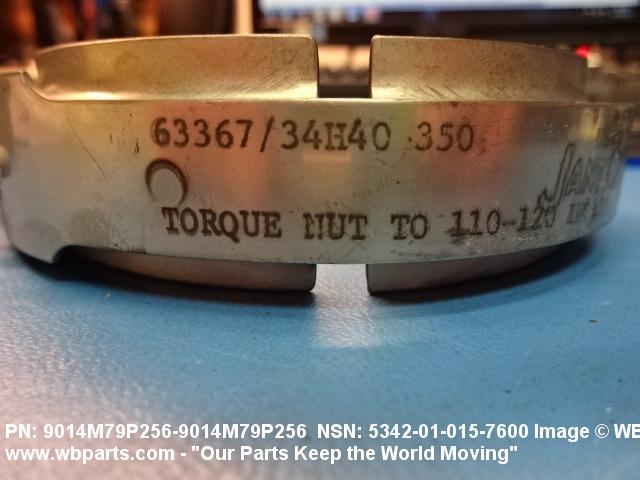 63367/34H40 350
TORQUE NUT TO 110-120
PN: 9014M79P256-9014M79P256 NSN: 5342-01-015-7600 Image © WE
www.wbparts.com - "Our Parts Keep the World Moving"